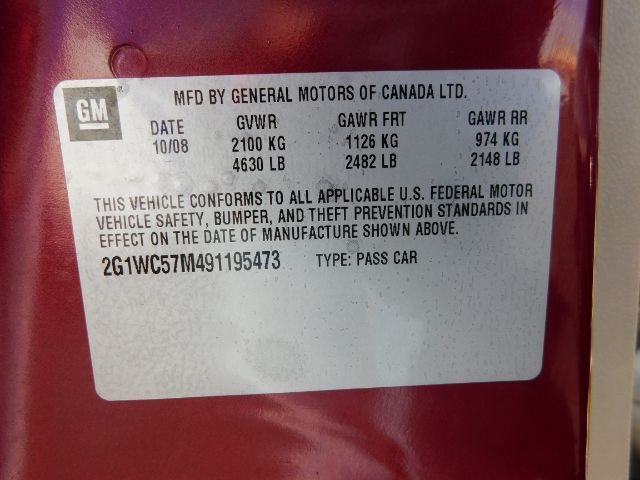 GM
MFD BY GENERAL MOTORS OF CANADA LTD.
DATE GVWR GAWR FRT GAWR RR
10/08 2100 KG 1126 KG 974 KG
4630 LB 2482 LB 2148 LB
THIS VEHICLE CONFORMS TO ALL APPLICABLE U.S. FEDERAL MOTOR
VEHICLE SAFETY, BUMPER, AND THEFT PREVENTION STANDARDS IN
EFFECT ON THE DATE OF MANUFACTURE SHOWN ABOVE.
2G1WC57M491195473 TYPE: PASS CAR